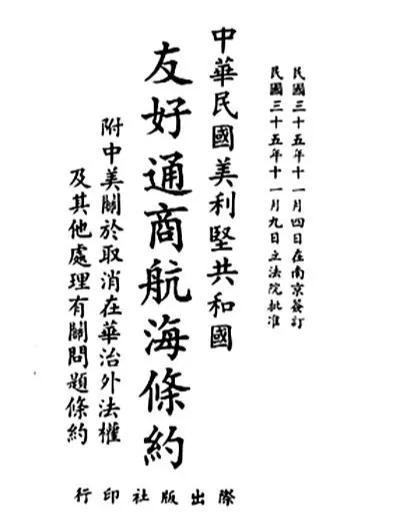 民國三十五年十一月四日在南京簽訂
民國三十五年十一月九日立法院批准
中華民國美利堅共和國
友好通商航海條約
附中美關於取消在華治外法權
及其他處理有關問題條約
際出版社印行